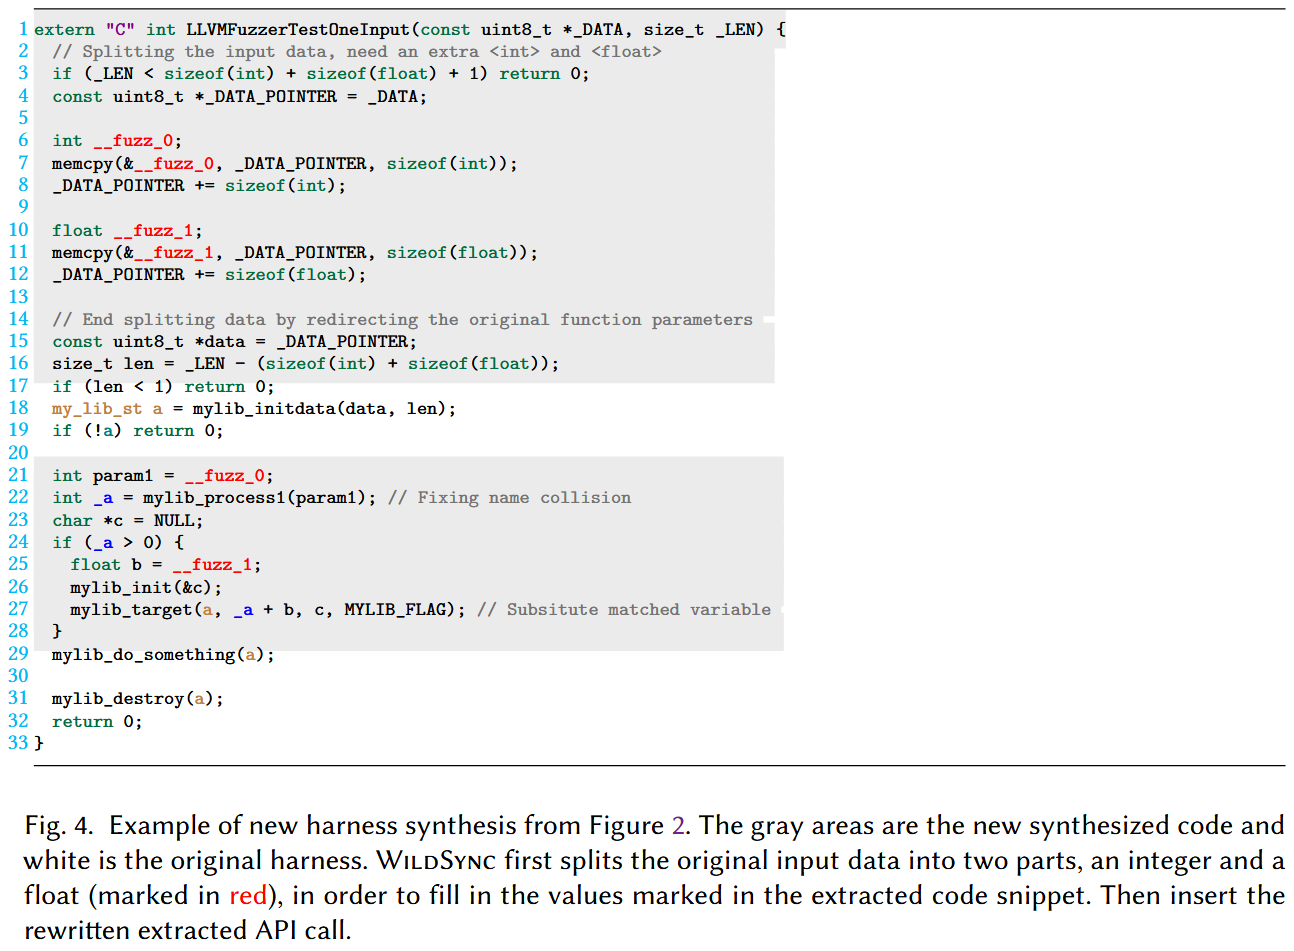 1 extern "C" int LLVMFuzzerTestOneInput(const uint8_t *_DATA, size_t _LEN) {
2 // Splitting the input data, need an extra <int> and <float>
3 if (_LEN < sizeof(int) + sizeof(float) + 1) return 0;
4 const uint8_t *_DATA_POINTER = _DATA;
5
6 int __fuzz_0;
7 memcpy(&__fuzz_0, _DATA_POINTER, sizeof(int));
8 _DATA_POINTER += sizeof(int);
9
10 float __fuzz_1;
11 memcpy(&__fuzz_1, _DATA_POINTER, sizeof(float));
12 _DATA_POINTER += sizeof(float);
13
14 // End splitting data by redirecting the original function parameters
15 const uint8_t *data = _DATA_POINTER;
16 size_t len = _LEN - (sizeof(int) + sizeof(float));
17 if (len < 1) return 0;
18 my_lib_st a = mylib_initdata(data, len);
19 if (!a) return 0;
20
21 int param1 = __fuzz_0;
22 int _a = mylib_process1(param1); // Fixing name collision
23 char *c = NULL;
24 if (_a > 0) {
25 float b = __fuzz_1;
26 mylib_init(&c);
27 mylib_target(a, _a + b, c, MYLIB_FLAG); // Subsitute matched variable
28 }
29 mylib_do_something(a);
30
31 mylib_destroy(a);
32 return 0;
33 }
Fig. 4. Example of new harness synthesis from Figure 2. The gray areas are the new synthesized code and
white is the original harness. WildSync first splits the original input data into two parts, an integer and a
float (marked in red), in order to fill in the values marked in the extracted code snippet. Then insert the
rewritten extracted API call.